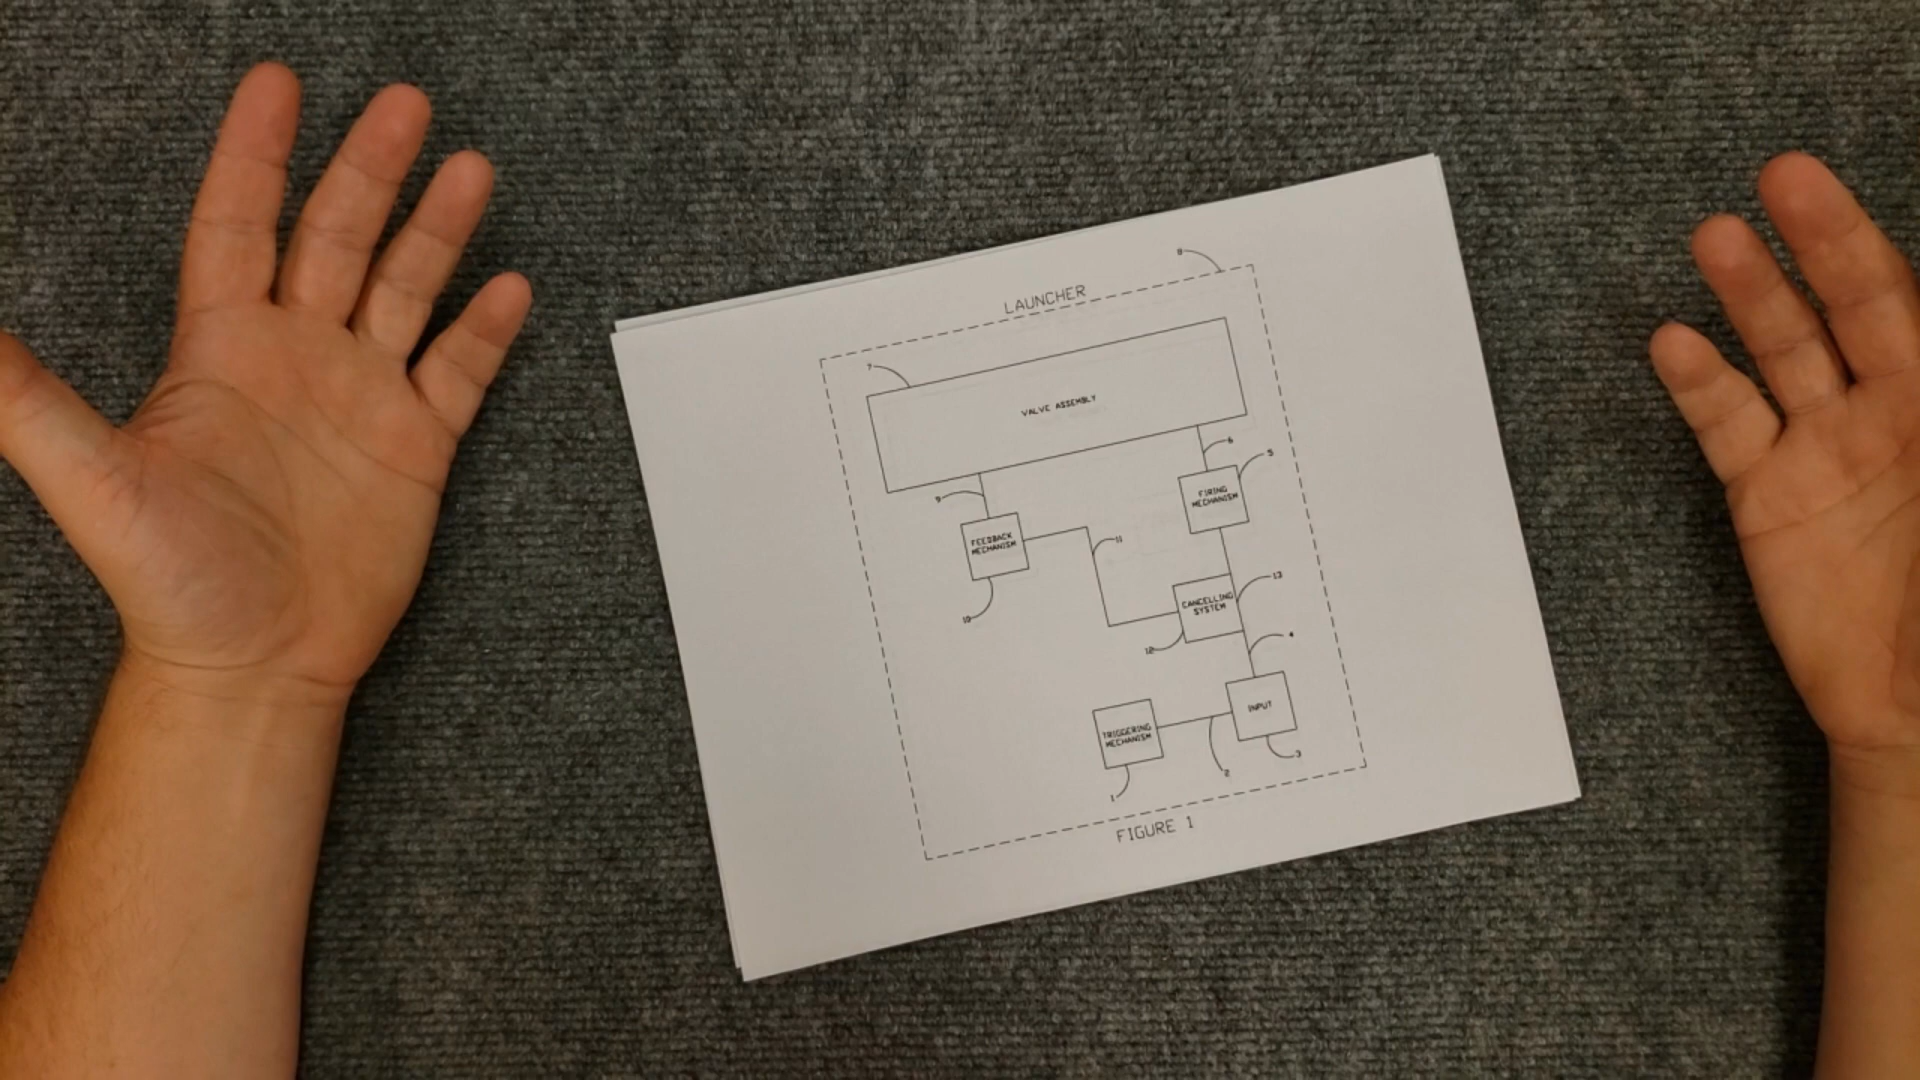 8
LAUNCHER
7
VALVE ASSEMBLY
6
5
FIRING
MECHANISM
9
FEEDBACK
MECHANISM
11
10
13
CANCELLING
SYSTEM
12
4
INPUT
TRIGGERING
MECHANISM
3
2
1
FIGURE 1